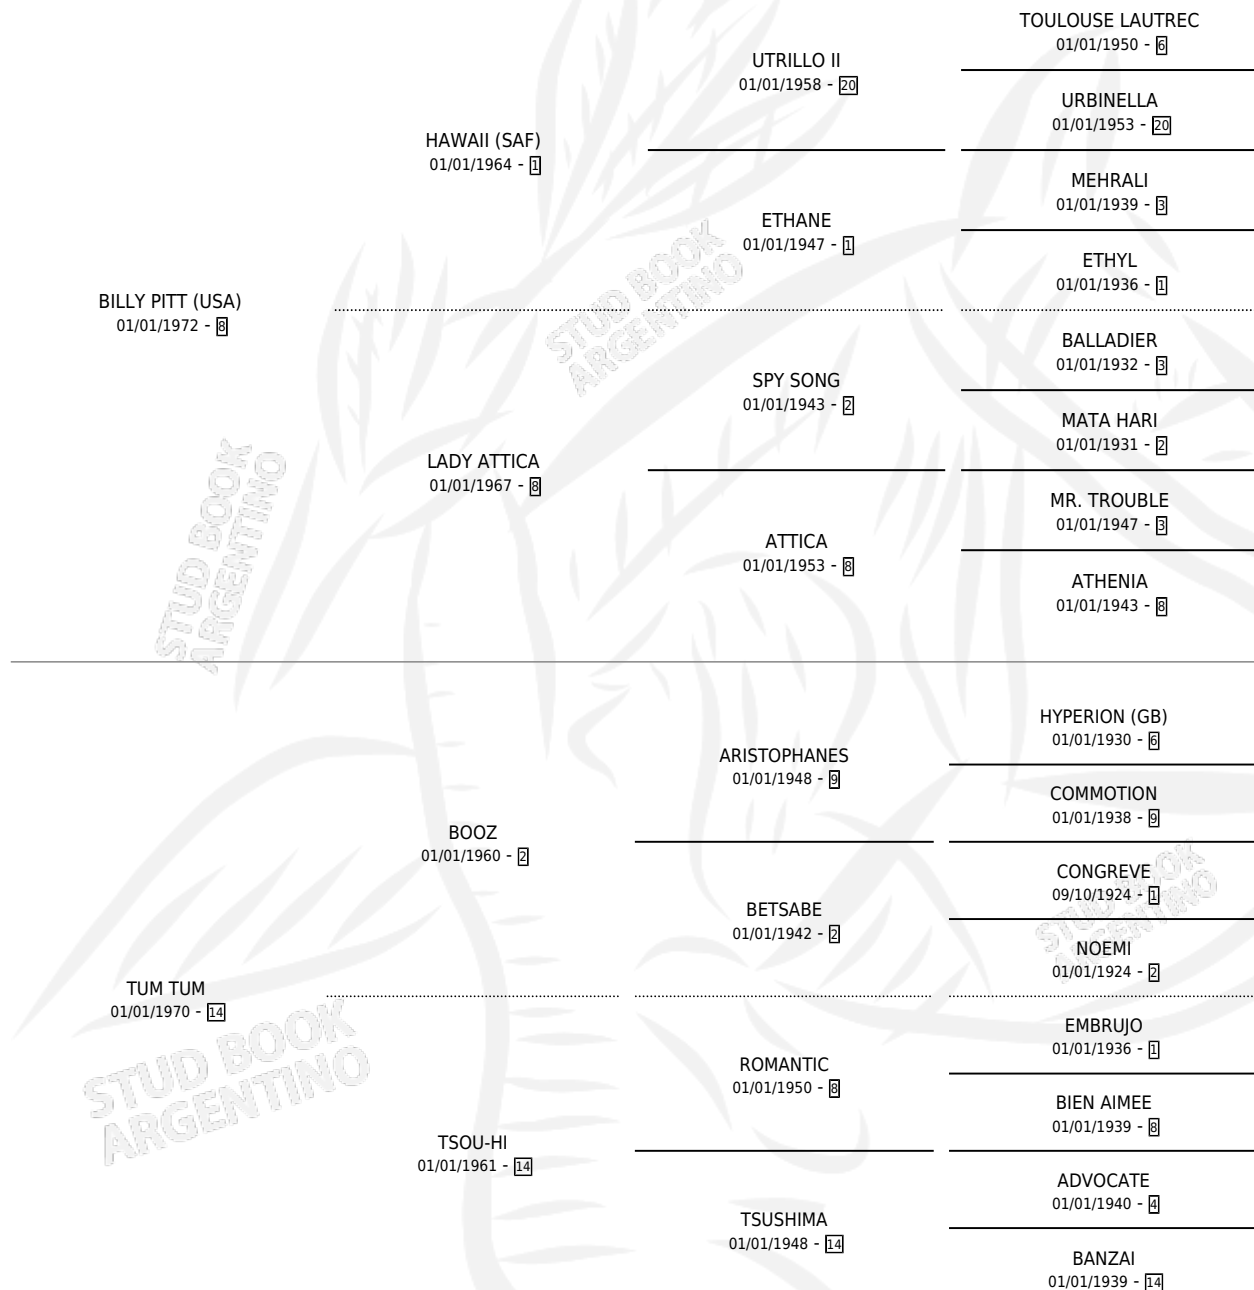 TOULOUSE LAUTREC
01/01/1950 - 6
UTRILLO II
01/01/1958 - 20
URBINELLA
01/01/1953 - 20
HAWAII (SAF)
01/01/1964 - 1
MEHRALI
01/01/1939 - 3
ETHANE
01/01/1947 - 1
ETHYL
01/01/1936 - 1
BILLY PITT (USA)
01/01/1972 - 8
BALLADIER
01/01/1932 - 3
SPY SONG
01/01/1943 - 2
MATA HARI
01/01/1931 - 2
LADY ATTICA
01/01/1967 - 8
MR. TROUBLE
01/01/1947 - 3
ATTICA
01/01/1953 - 8
ATHENIA
01/01/1943 - 8
HYPERION (GB)
01/01/1930 - 6
ARISTOPHANES
01/01/1948 - 9
COMMOTION
01/01/1938 - 9
BOOZ
01/01/1960 - 2
CONGREVE
09/10/1924 - 1
BETSABE
01/01/1942 - 2
NOEMI
01/01/1924 - 2
TUM TUM
01/01/1970 - 14
EMBRUJO
01/01/1936 - 1
ROMANTIC
01/01/1950 - 8
BIEN AIMEE
01/01/1939 - 8
TSOU-HI
01/01/1961 - 14
ADVOCATE
01/01/1940 - 4
TSUSHIMA
01/01/1948 - 14
BANZAI
01/01/1939 - 14
STUD BOOK
ARGENTINO
STUD BOOK
ARGENTINO
STUD BOOK
ARGENTINO
STUD BOOK
ARGENTINO